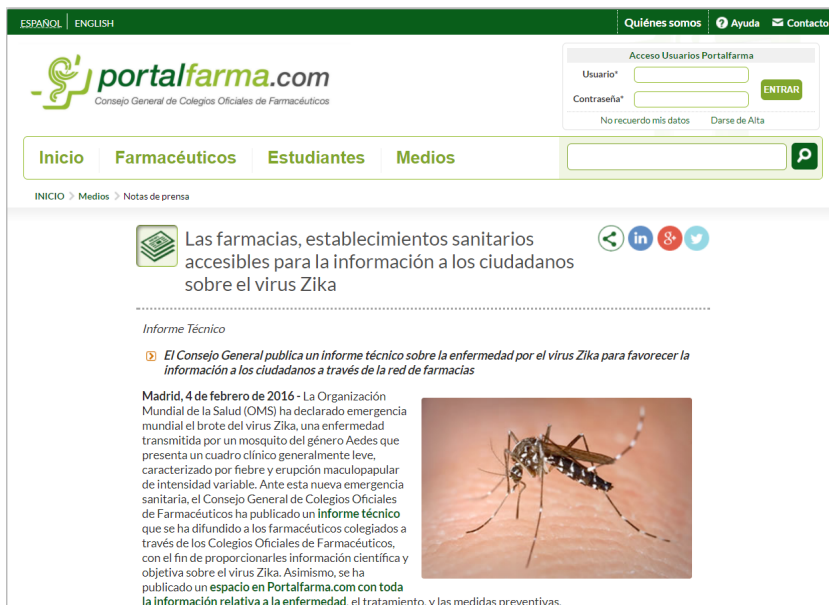 ESPAÑOL ENGLISH Quiénes somos Ayuda Contacto
portalfarma.com
Consejo General de Colegios Oficiales de Farmacéuticos
Acceso Usuarios Portalfarma
Usuario*
Contraseña*
ENTRAR
No recuerdo mis datos Darse de Alta
Inicio Farmacéuticos Estudiantes Medios
INICIO > Medios > Notas de prensa
Las farmacias, establecimientos sanitarios
accesibles para la información a los ciudadanos
sobre el virus Zika
Informe Técnico
El Consejo General publica un informe técnico sobre la enfermedad por el virus Zika para favorecer la
información a los ciudadanos a través de la red de farmacias
Madrid, 4 de febrero de 2016 - La Organización
Mundial de la Salud (OMS) ha declarado emergencia
mundial el brote del virus Zika, una enfermedad
transmitida por un mosquito del género Aedes que
presenta un cuadro clínico generalmente leve,
caracterizado por fiebre y erupción maculopapular
de intensidad variable. Ante esta nueva emergencia
sanitaria, el Consejo General de Colegios Oficiales
de Farmacéuticos ha publicado un informe técnico
que se ha difundido a los farmacéuticos colegiados a
través de los Colegios Oficiales de Farmacéuticos,
con el fin de proporcionarles información científica y
objetiva sobre el virus Zika. Asimismo, se ha
publicado un espacio en Portalfarma.com con toda
la información relativa a la enfermedad, el tratamiento, y las medidas preventivas.